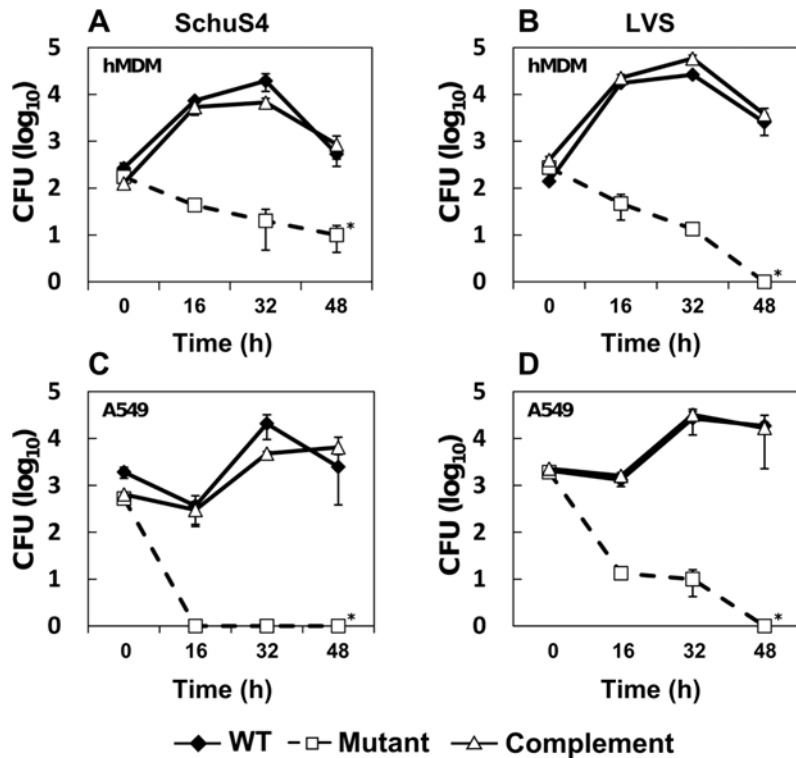 A SchuS4
B LVS
hMDM
hMDM
CFU (log10)
5
4
3
2
1
0
*
0 16 32 48
Time (h)
CFU (log10)
5
4
3
2
1
0
*
0 16 32 48
Time (h)
C
D
A549
A549
CFU (log10)
5
4
3
2
1
0
*
0 16 32 48
Time (h)
CFU (log10)
5
4
3
2
1
0
*
0 16 32 48
Time (h)
WT Mutant Complement